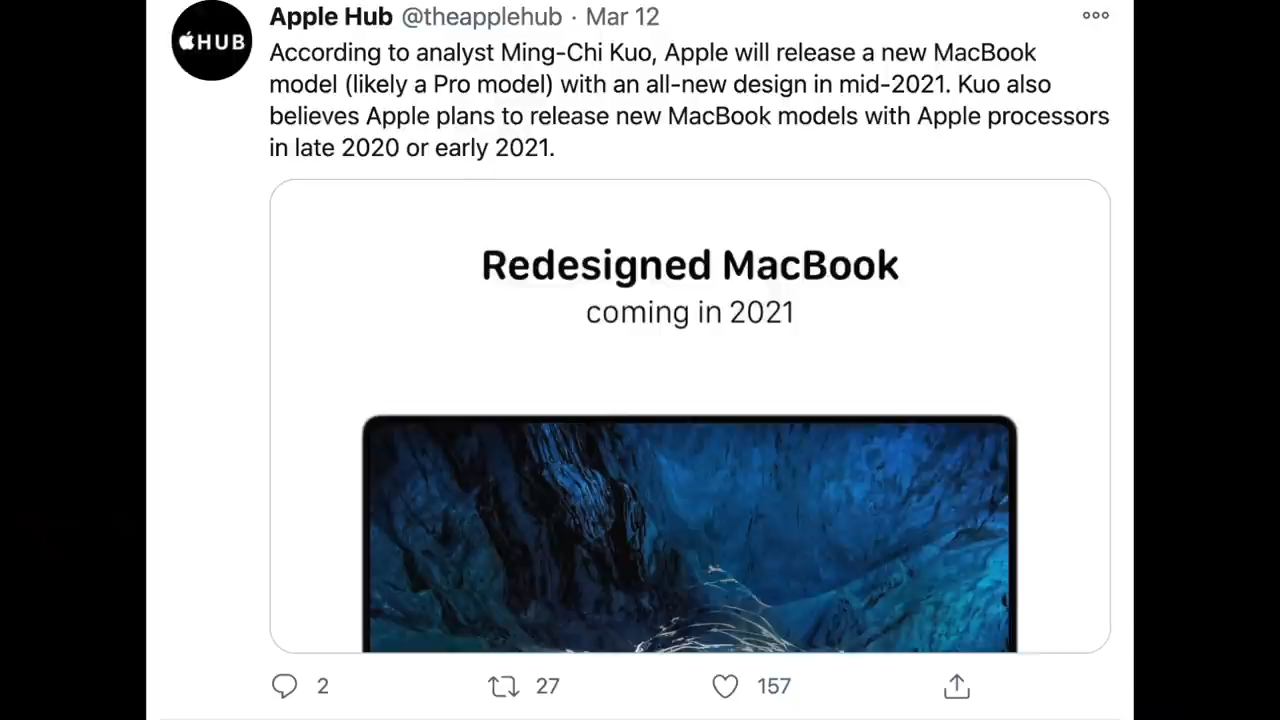 HUB
Apple Hub @theapplehub · Mar 12
According to analyst Ming-Chi Kuo, Apple will release a new MacBook
model (likely a Pro model) with an all-new design in mid-2021. Kuo also
believes Apple plans to release new MacBook models with Apple processors
in late 2020 or early 2021.
Redesigned MacBook
coming in 2021
2 27 157